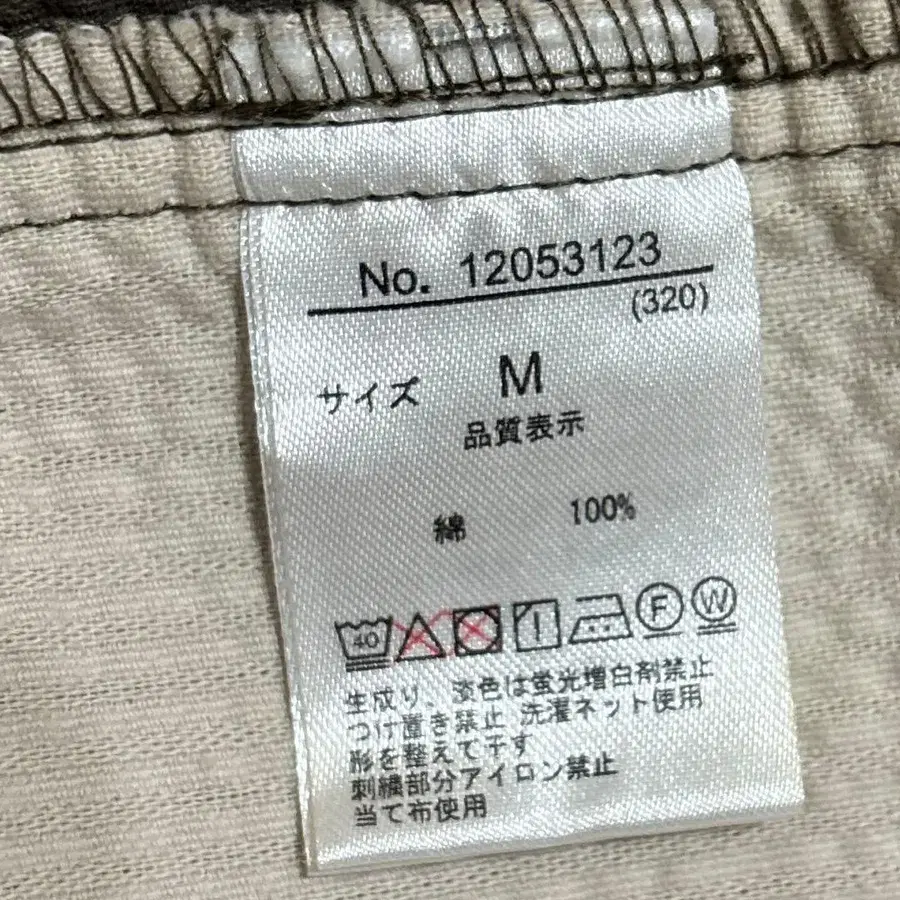 No. 12053123
(320)
サイズ M
品質表示
綿 100%
40 F W
生成り、淡色は蛍光増白剤禁止
つけ置き禁止 洗濯ネット使用
形を整えて干す
刺繍部分アイロン禁止
当て布使用